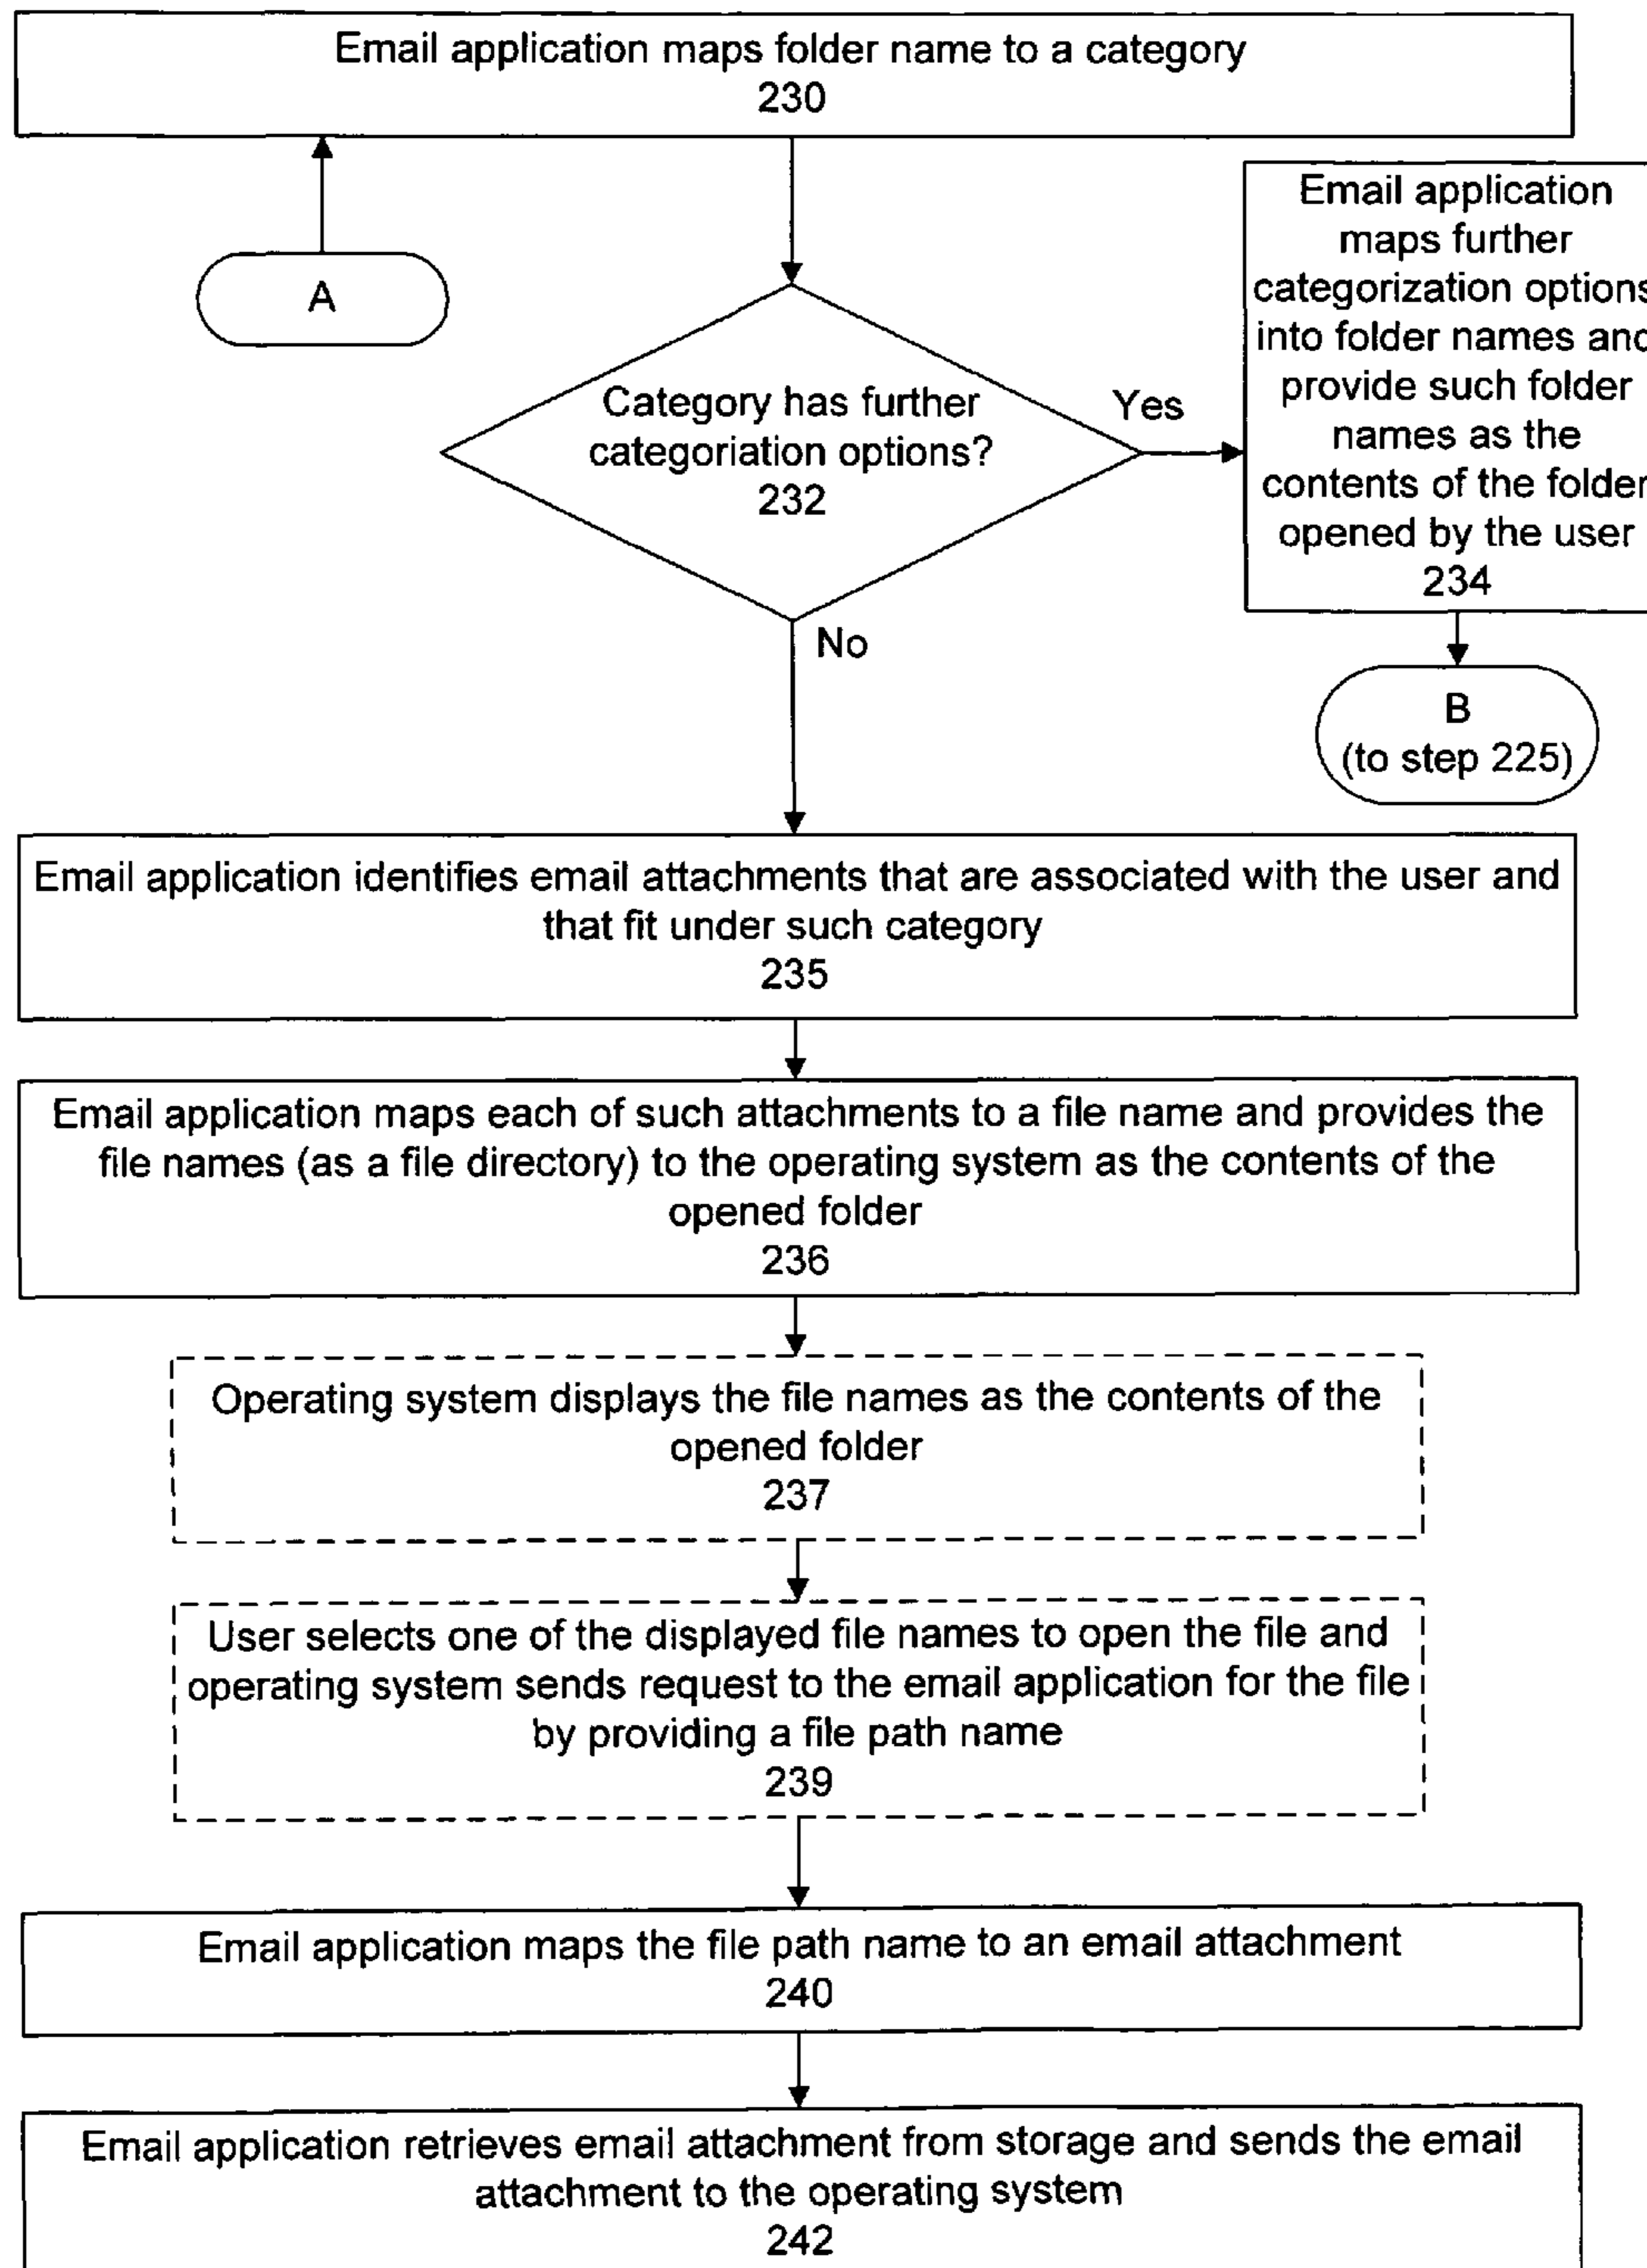 Email application maps folder name to a category
230
A
Category has further
categoriation options?
232
Yes
No
Email application
maps further
categorization options
into folder names and
provide such folder
names as the
contents of the folder
opened by the user
234
B
(to step 225)
Email application identifies email attachments that are associated with the user and
that fit under such category
235
Email application maps each of such attachments to a file name and provides the
file names (as a file directory) to the operating system as the contents of the
opened folder
236
Operating system displays the file names as the contents of the
opened folder
237
User selects one of the displayed file names to open the file and
operating system sends request to the email application for the file
by providing a file path name
239
Email application maps the file path name to an email attachment
240
Email application retrieves email attachment from storage and sends the email
attachment to the operating system
242